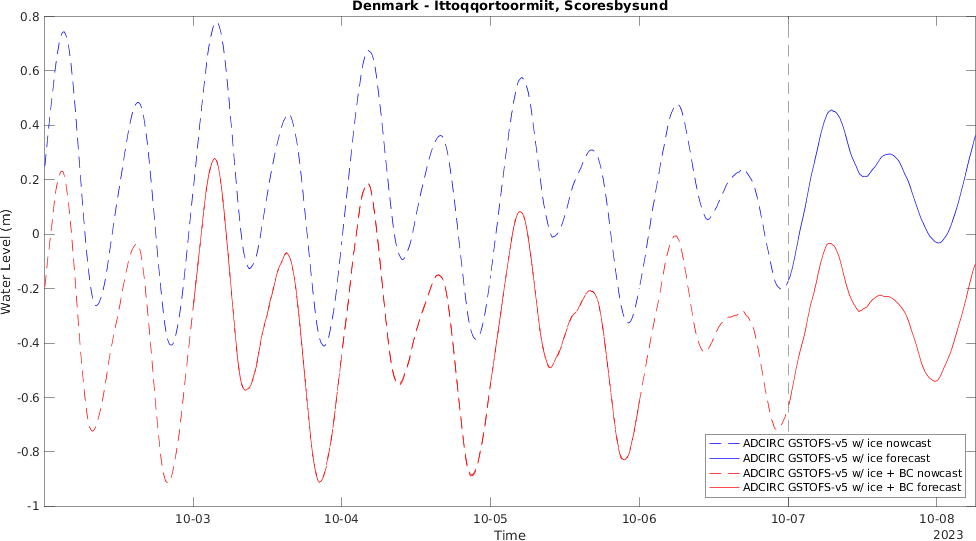 Denmark - Ittoqqortoormiit, Scoresbysund
Water Level (m)
0.8
0.6
0.4
0.2
0
-0.2
-0.4
-0.6
-0.8
-1
ADCIRC GSTOFS-v5 w/ ice nowcast
ADCIRC GSTOFS-v5 w/ ice forecast
ADCIRC GSTOFS-v5 w/ ice + BC nowcast
ADCIRC GSTOFS-v5 w/ ice + BC forecast
10-03 10-04 10-05 10-06 10-07 10-08
Time
2023